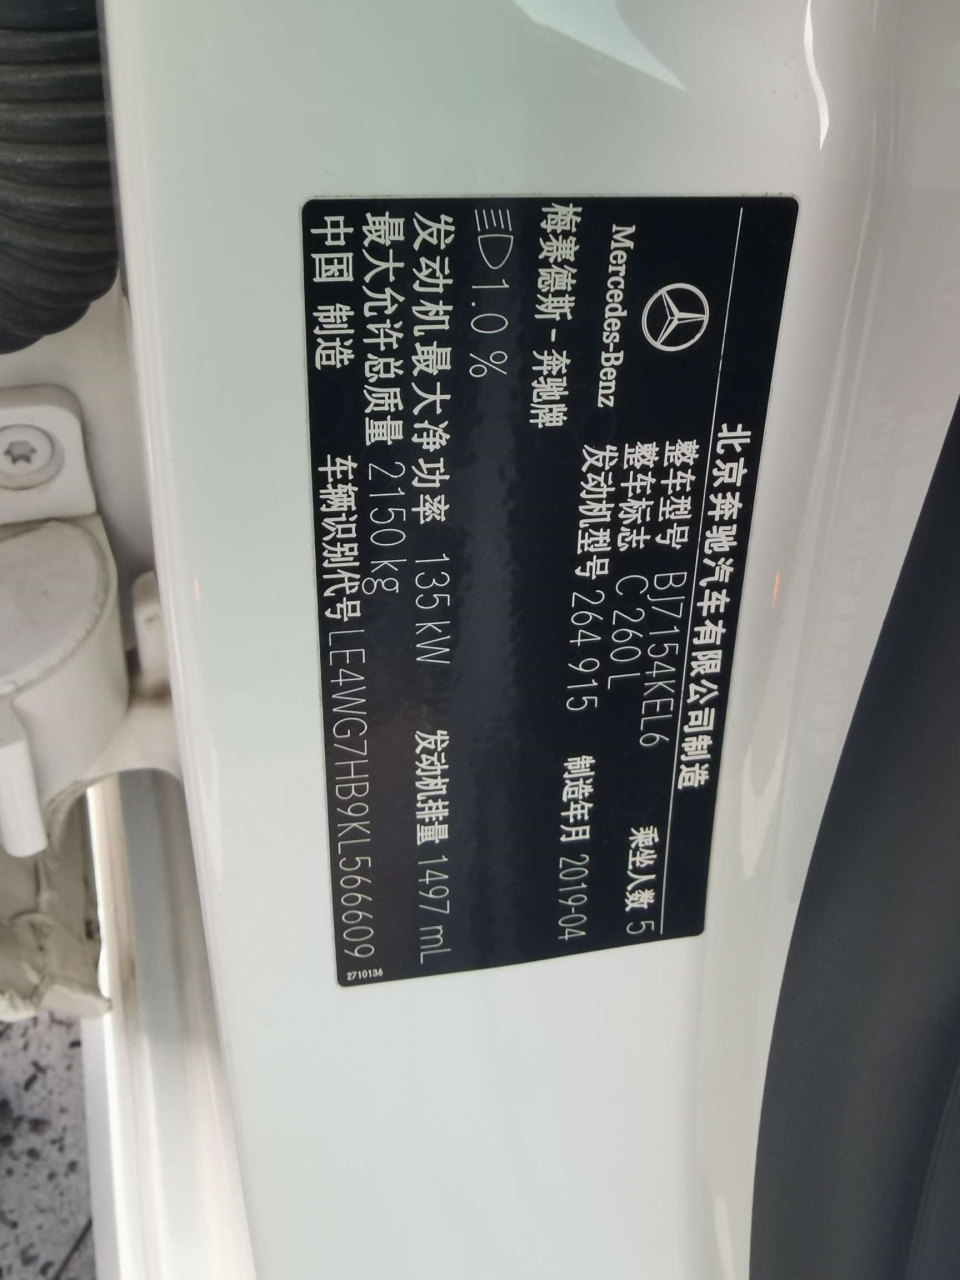 北京奔驰汽车有限公司制造
Mercedes-Benz
整车型号 BJ7154KEL6
乘坐人数 5
整车标志 C 260 L
发动机型号 264 915
制造年月 2019-04
梅赛德斯-奔驰牌
1.0 %
发动机最大净功率 135 kW
发动机排量 1497 mL
最大允许总质量 2150 kg
中国 制造
车辆识别代号 LE4WG7HB9KL566609
2710136